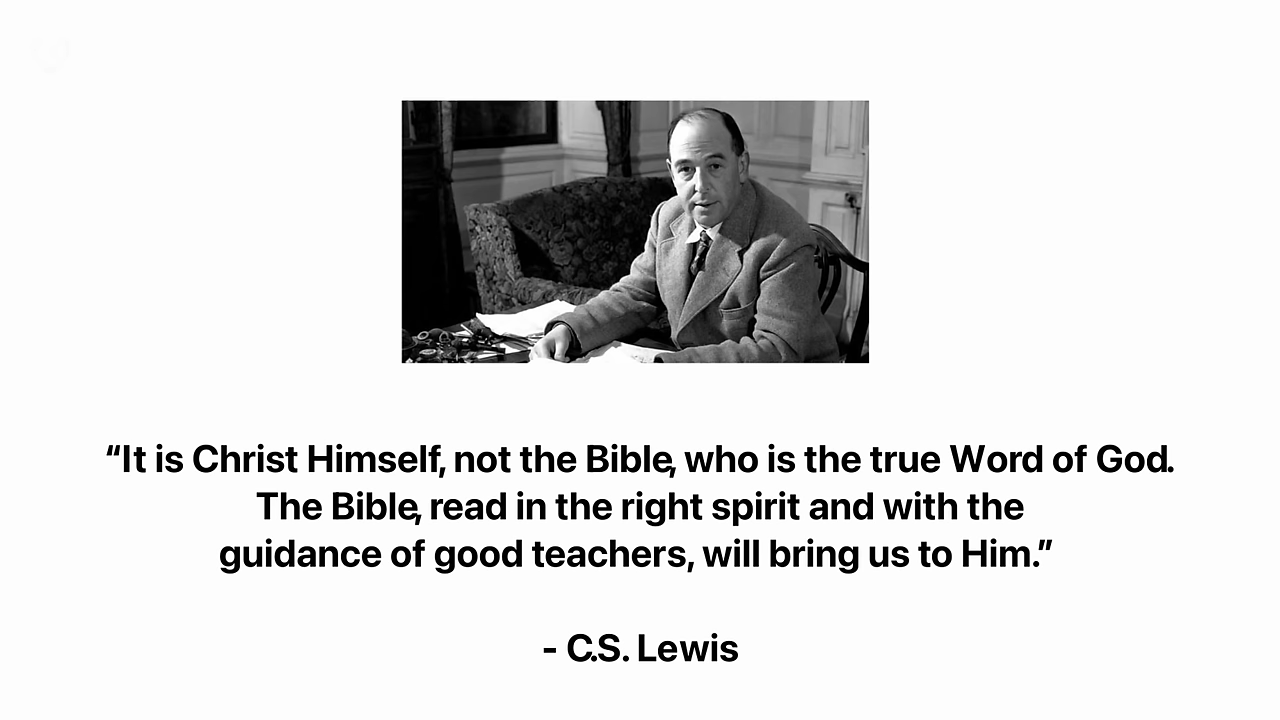 “It is Christ Himself, not the Bible, who is the true Word of God.
The Bible, read in the right spirit and with the
guidance of good teachers, will bring us to Him.”
- C.S. Lewis